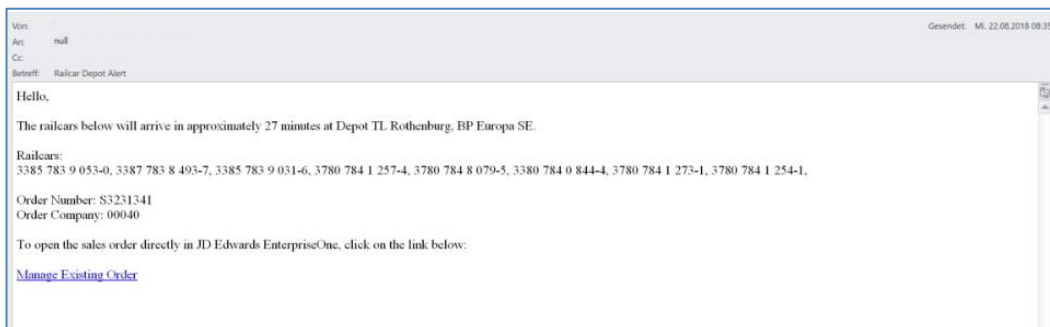 Von:
Gesendet: Mi. 22.08.2018 08:35
An: null
Cc:
Betreff: Railcar Depot Alert
Hello,
The railcars below will arrive in approximately 27 minutes at Depot TL Rothenburg, BP Europa SE.
Railcars:
3385 783 9 053-0, 3387 783 8 493-7, 3385 783 9 031-6, 3780 784 1 257-4, 3780 784 8 079-5, 3380 784 0 844-4, 3780 784 1 273-1, 3780 784 1 254-1,
Order Number: S3231341
Order Company: 00040
To open the sales order directly in JD Edwards EnterpriseOne, click on the link below:
Manage Existing Order